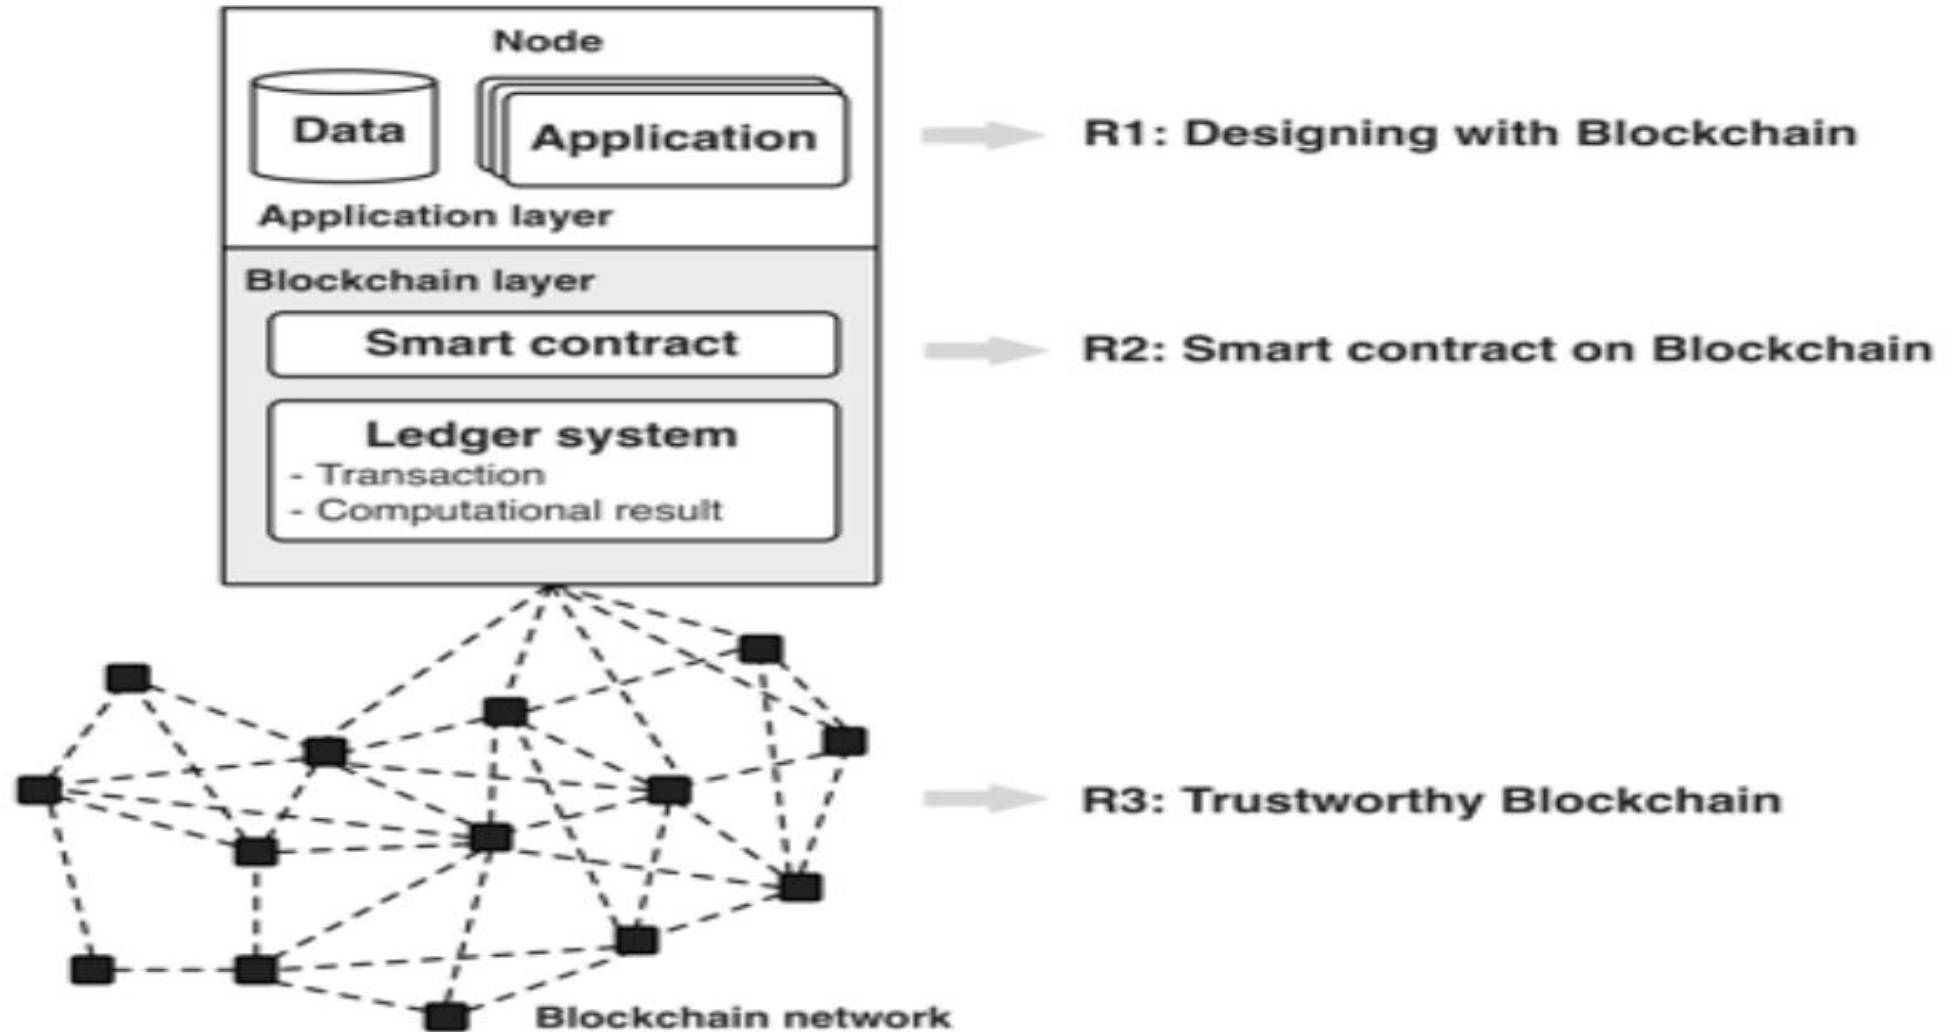 Node
Data
Application
Application layer
R1: Designing with Blockchain
Blockchain layer
Smart contract
R2: Smart contract on Blockchain
Ledger system
- Transaction
- Computational result
R3: Trustworthy Blockchain
Blockchain network